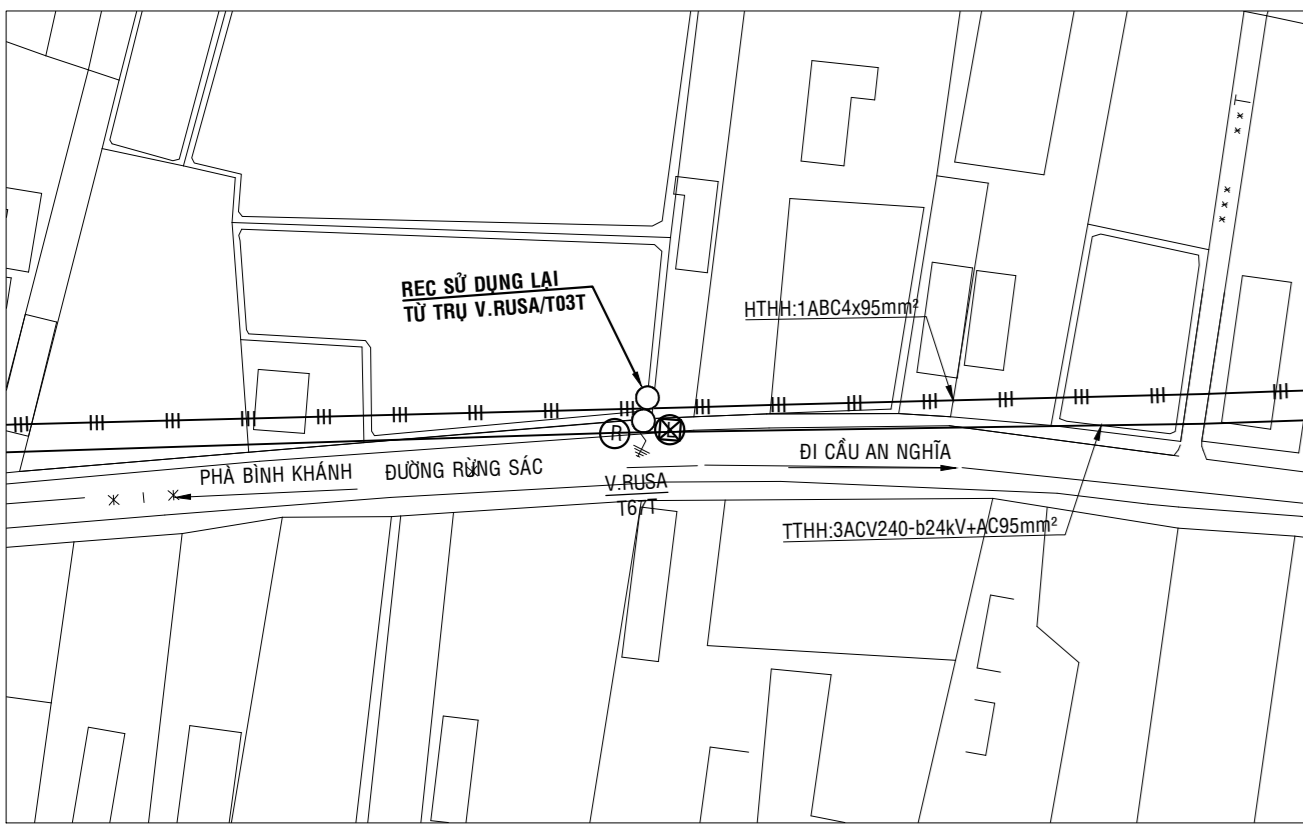 REC SỬ DỤNG LẠI
TỪ TRỤ V.RUSA/T03T
HTHH:1ABC4x95mm²
R
PHÀ BÌNH KHÁNH
ĐƯỜNG RỪNG SÁC
ĐI CẦU AN NGHĨA
V.RUSA
T67T
TTHH:3ACV240-b24kV+AC95mm²